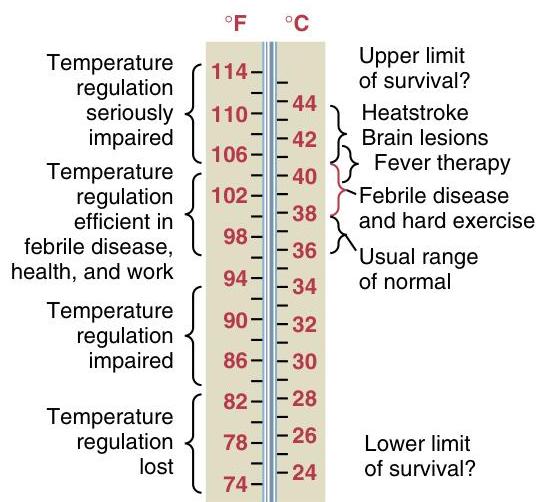 °F °C
Temperature
regulation
seriously
impaired
Temperature
regulation
efficient in
febrile disease,
health, and work
Temperature
regulation
impaired
Temperature
regulation
lost
114
110
106
102
98
94
90
86
82
78
74
44
42
40
38
36
34
32
30
28
26
24
Upper limit
of survival?
Heatstroke
Brain lesions
Fever therapy
Febrile disease
and hard exercise
Usual range
of normal
Lower limit
of survival?